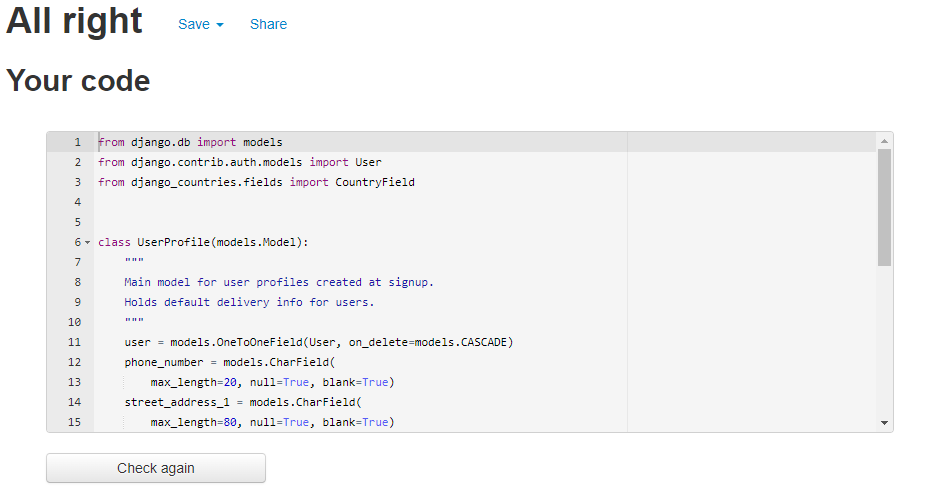 All right Save Share
Your code
1 from django.db import models
2 from django.contrib.auth.models import User
3 from django_countries.fields import CountryField
4
5
6 class UserProfile(models.Model):
7 """
8 Main model for user profiles created at signup.
9 Holds default delivery info for users.
10 """
11 user = models.OneToOneField(User, on_delete=models.CASCADE)
12 phone_number = models.CharField(
13 max_length=20, null=True, blank=True)
14 street_address_1 = models.CharField(
15 max_length=80, null=True, blank=True)
Check again